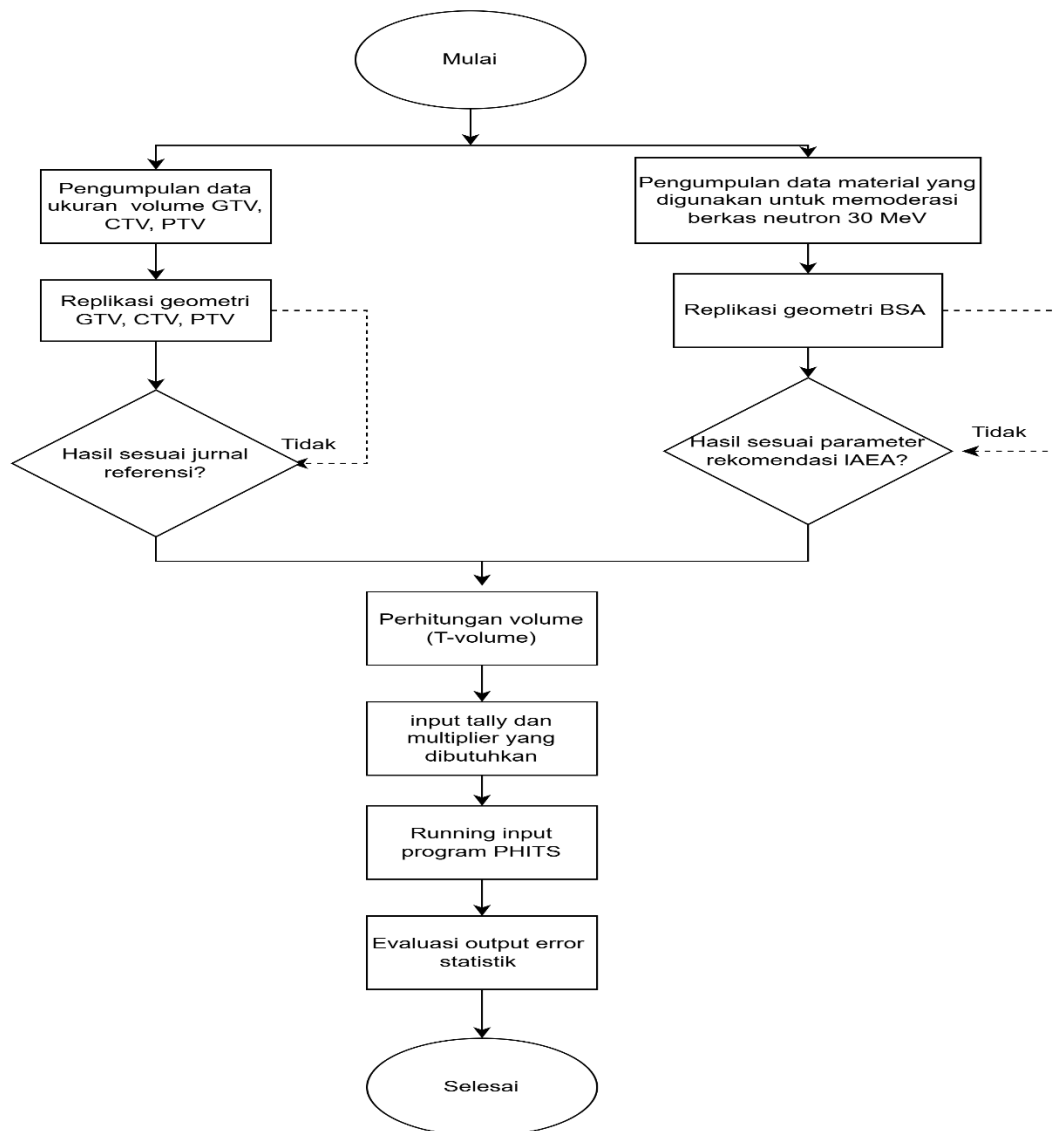 Mulai
Pengumpulan data
ukuran volume GTV,
CTV, PTV
Pengumpulan data material yang
digunakan untuk memoderasi
berkas neutron 30 MeV
Replikasi geometri
GTV, CTV, PTV
Replikasi geometri BSA
Hasil sesuai jurnal
referensi?
Tidak
Hasil sesuai parameter
rekomendasi IAEA?
Tidak
Perhitungan volume
(T-volume)
input tally dan
multiplier yang
dibutuhkan
Running input
program PHITS
Evaluasi output error
statistik
Selesai